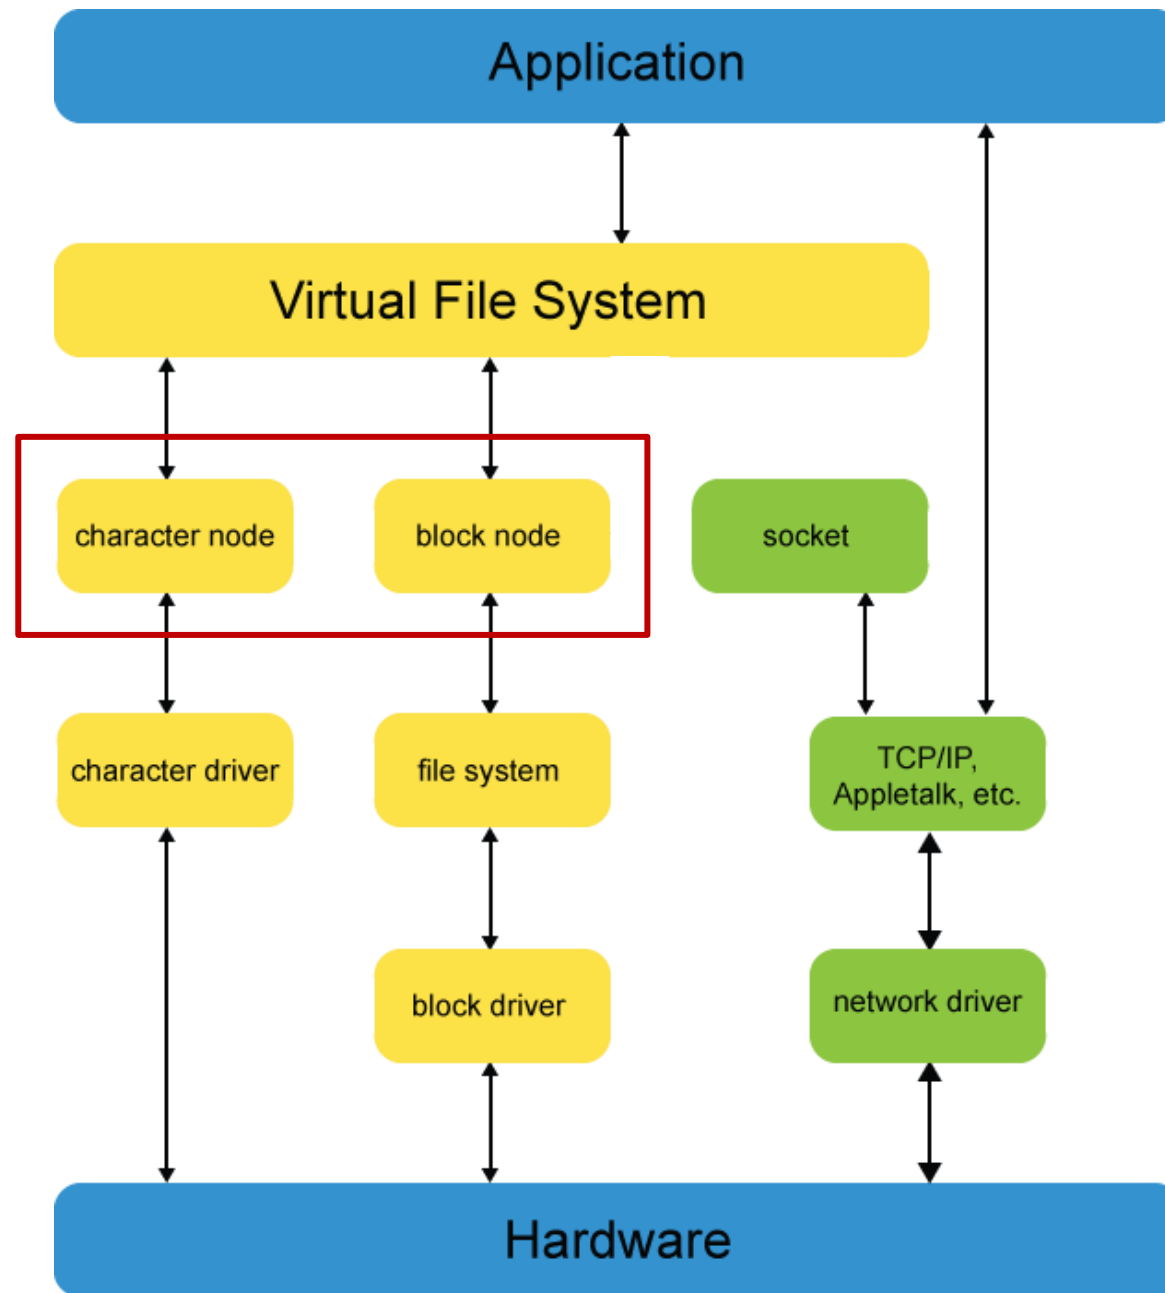 Application
Virtual File System
character node
block node
socket
character driver
file system
TCP/IP,
Appletalk, etc.
block driver
network driver
Hardware